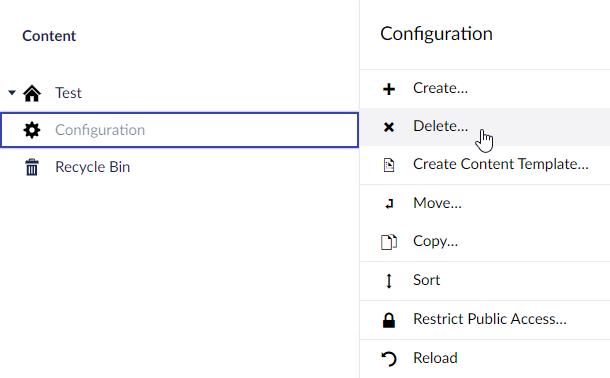 Content
Test
Configuration
Recycle Bin
Configuration
Create...
Delete...
Create Content Template...
Move...
Copy...
Sort
Restrict Public Access...
Reload